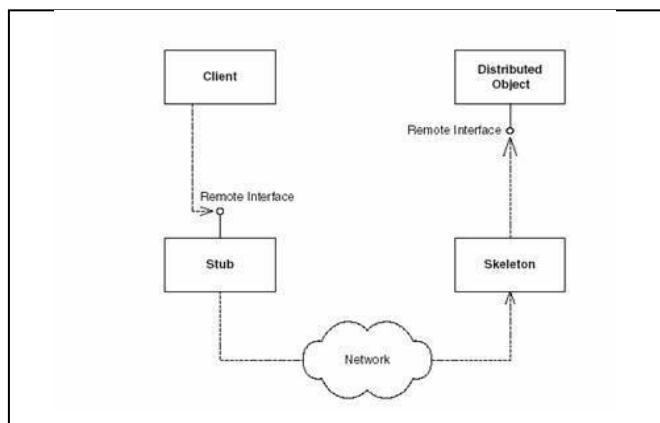 Client
Distributed
Object
Remote Interface
Remote Interface
Stub
Skeleton
Network